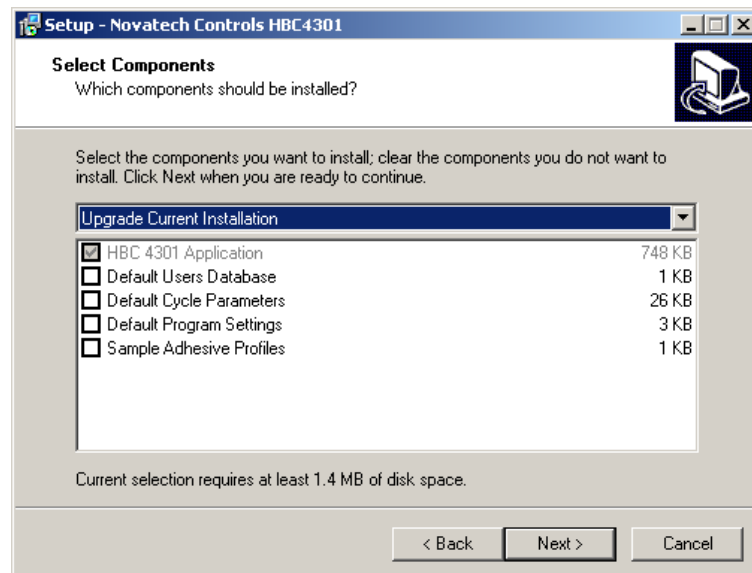 Setup - Novatech Controls HBC4301
Select Components
Which components should be installed?
Select the components you want to install; clear the components you do not want to
install. Click Next when you are ready to continue.
Upgrade Current Installation
HBC 4301 Application 748 KB
Default Users Database 1 KB
Default Cycle Parameters 26 KB
Default Program Settings 3 KB
Sample Adhesive Profiles 1 KB
Current selection requires at least 1.4 MB of disk space.
< Back Next > Cancel